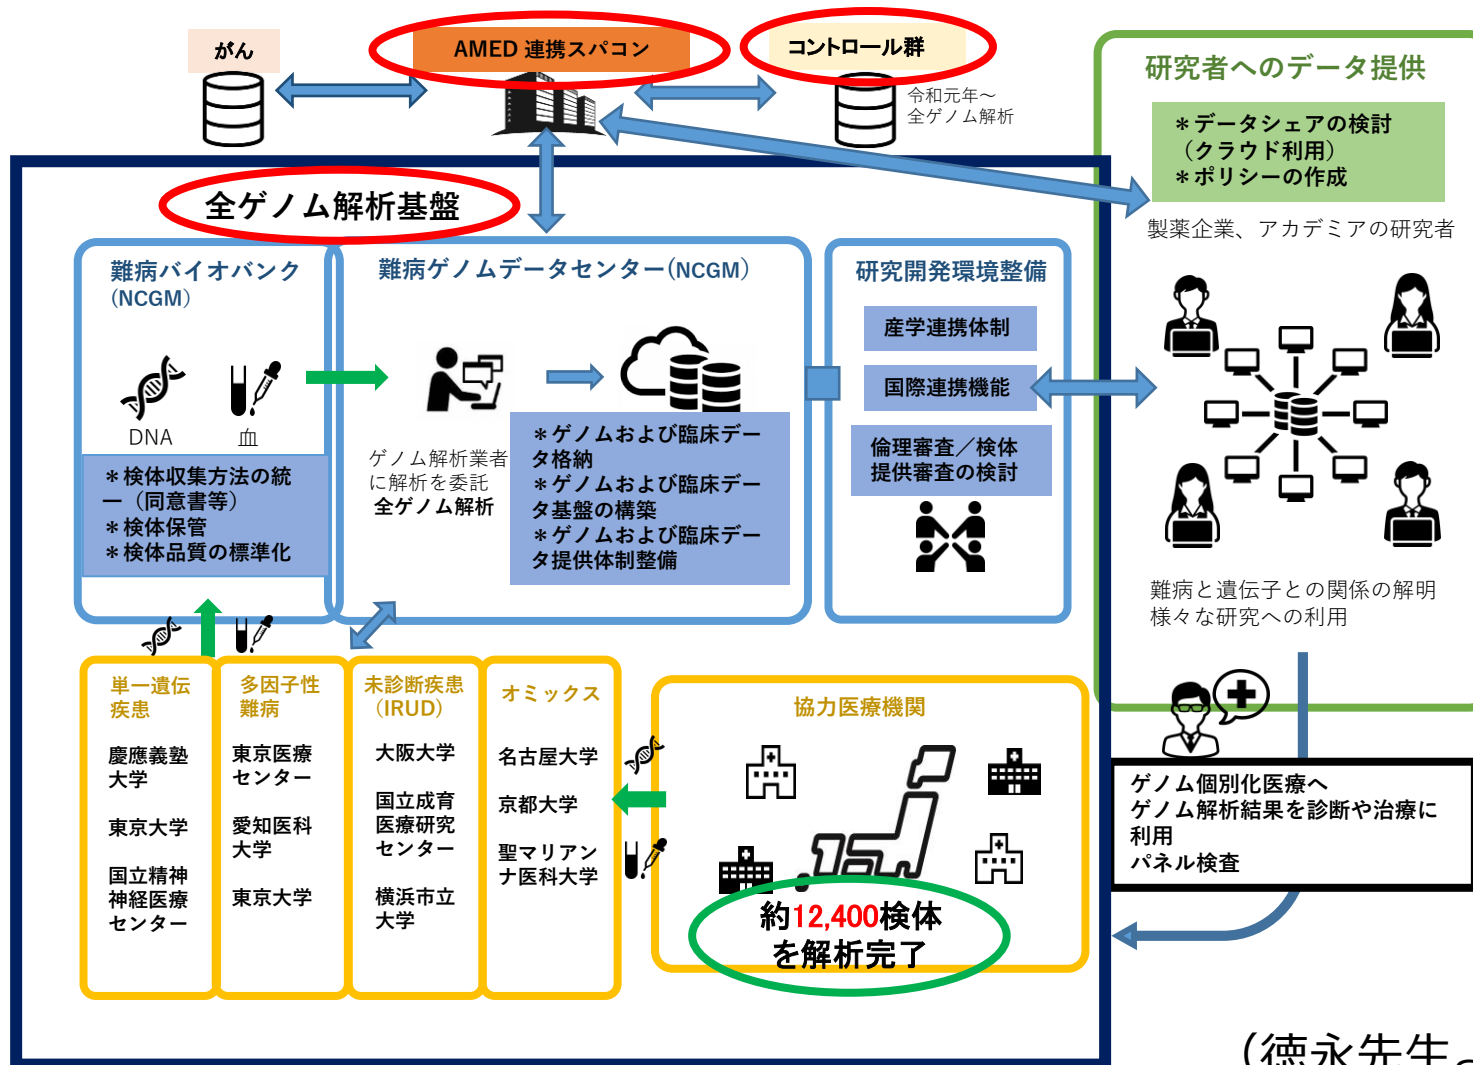 がん
AMED 連携スパコン
コントロール群
令和元年～
全ゲノム解析
研究者へのデータ提供
＊データシェアの検討
（クラウド利用）
＊ポリシーの作成
製薬企業、アカデミアの研究者
全ゲノム解析基盤
難病バイオバンク
(NCGM)
DNA
血
＊検体収集方法の統
一（同意書等）
＊検体保管
＊検体品質の標準化
難病ゲノムデータセンター(NCGM)
ゲノム解析業者
に解析を委託
全ゲノム解析
＊ゲノムおよび臨床デー
タ格納
＊ゲノムおよび臨床デー
タ基盤の構築
＊ゲノムおよび臨床デー
タ提供体制整備
研究開発環境整備
産学連携体制
国際連携機能
倫理審査／検体
提供審査の検討
難病と遺伝子との関係の解明
様々な研究への利用
単一遺伝
疾患
慶應義塾
大学
東京大学
国立精神
神経医療
センター
多因子性
難病
東京医療
センター
愛知医科
大学
東京大学
未診断疾患
(IRUD)
大阪大学
国立成育
医療研究
センター
横浜市立
大学
オミックス
名古屋大学
京都大学
聖マリアン
ナ医科大学
協力医療機関
約12,400検体
を解析完了
ゲノム個別化医療へ
ゲノム解析結果を診断や治療に
利用
パネル検査
（徳永先生